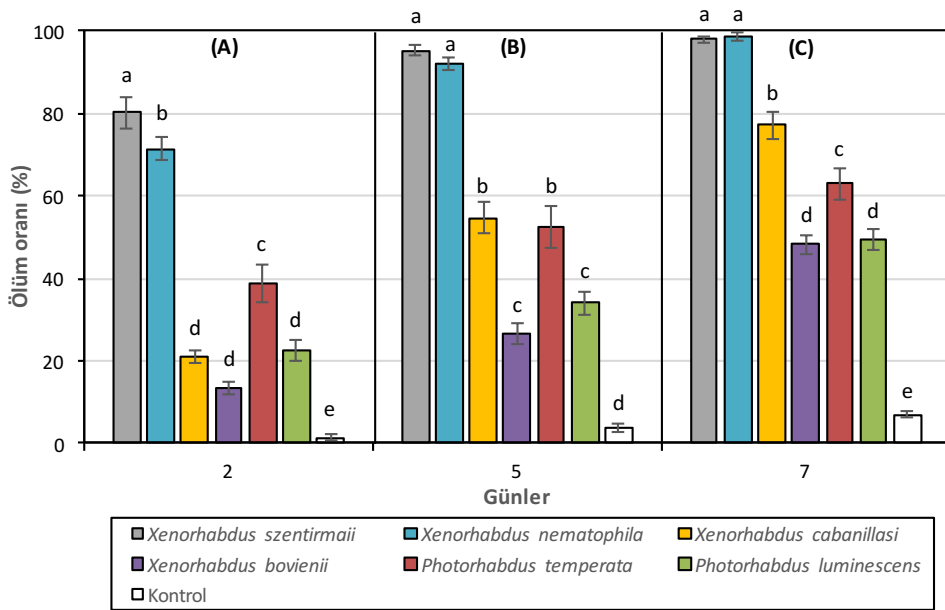 Ölüm oranı (%)
100
80
60
40
20
0
(A)
a
b
d
d
c
d
e
(B)
a
a
b
c
b
c
d
(C)
a
a
b
d
c
d
e
2
5
7
Günler
Xenorhabdus szentirmaii
Xenorhabdus nematophila
Xenorhabdus cabanillasi
Xenorhabdus bovienii
Photorhabdus temperata
Photorhabdus luminescens
Kontrol